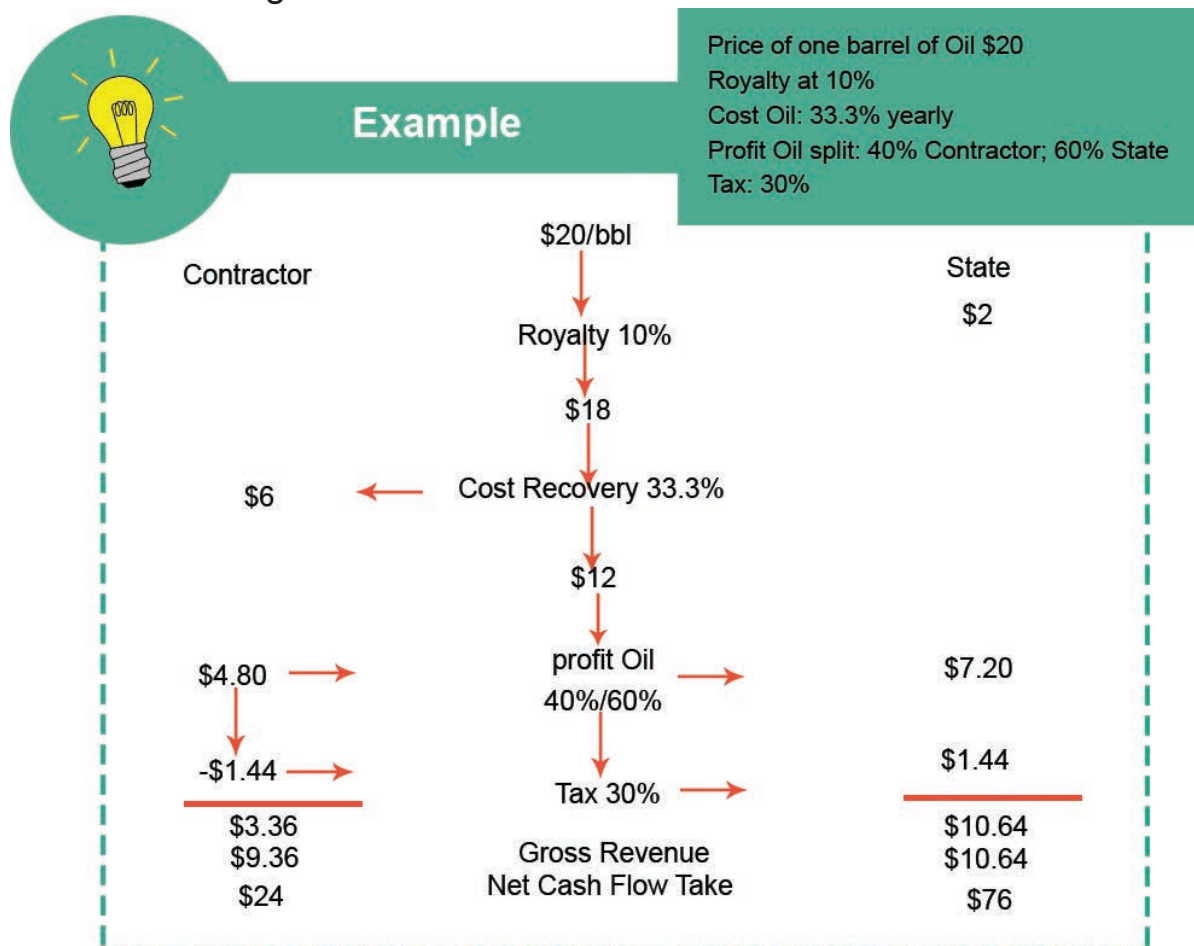 Example
Price of one barrel of Oil $20
Royalty at 10%
Cost Oil: 33.3% yearly
Profit Oil split: 40% Contractor; 60% State
Tax: 30%
$20/bbl
Contractor
State
$2
Royalty 10%
$18
$6
Cost Recovery 33.3%
$12
$4.80
profit Oil
40%/60%
$7.20
-$1.44
Tax 30%
$1.44
$3.36
$10.64
$9.36
Gross Revenue
$10.64
Net Cash Flow Take
$24
$76